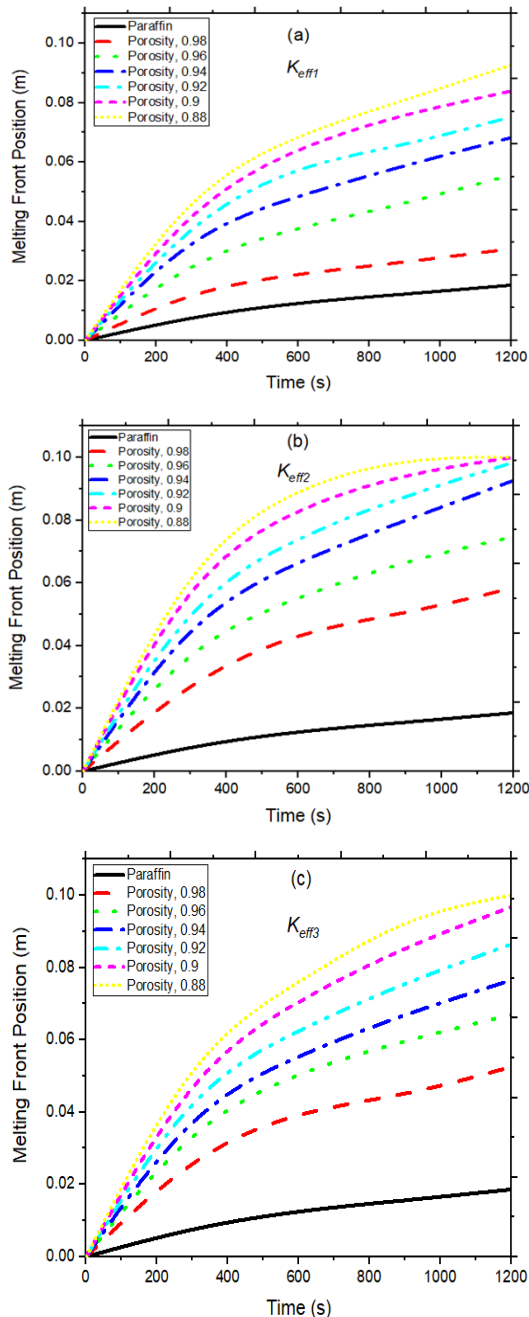 Paraffin
Porosity, 0.98
Porosity, 0.96
Porosity, 0.94
Porosity, 0.92
Porosity, 0.9
Porosity, 0.88
(a)
Keff1
0.10
0.08
0.06
0.04
0.02
0.00
Melting Front Position (m)
0 200 400 600 800 1000 1200
Time (s)
Paraffin
Porosity, 0.98
Porosity, 0.96
Porosity, 0.94
Porosity, 0.92
Porosity, 0.9
Porosity, 0.88
(b)
Keff2
0.10
0.08
0.06
0.04
0.02
0.00
Melting Front Position (m)
0 200 400 600 800 1000 1200
Time (s)
Paraffin
Porosity, 0.98
Porosity, 0.96
Porosity, 0.94
Porosity, 0.92
Porosity, 0.9
Porosity, 0.88
(c)
Keff3
0.10
0.08
0.06
0.04
0.02
0.00
Melting Front Position (m)
0 200 400 600 800 1000 1200
Time (s)